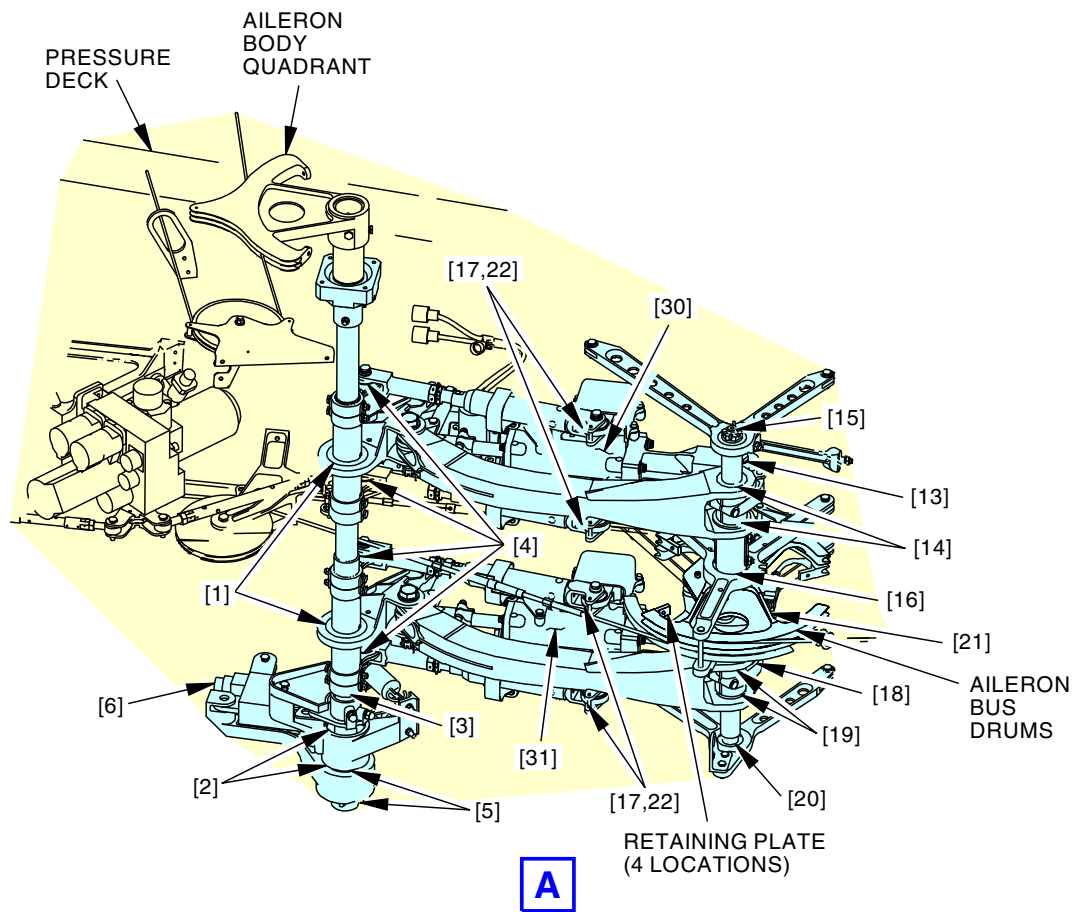 AILERON
BODY
QUADRANT
PRESSURE
DECK
[17,22]
[30]
[15]
[13]
[14]
[4]
[1]
[16]
[21]
[18]
AILERON
BUS
DRUMS
[6]
[3]
[19]
[31]
[2]
[5]
[17,22]
[20]
RETAINING PLATE
(4 LOCATIONS)
A